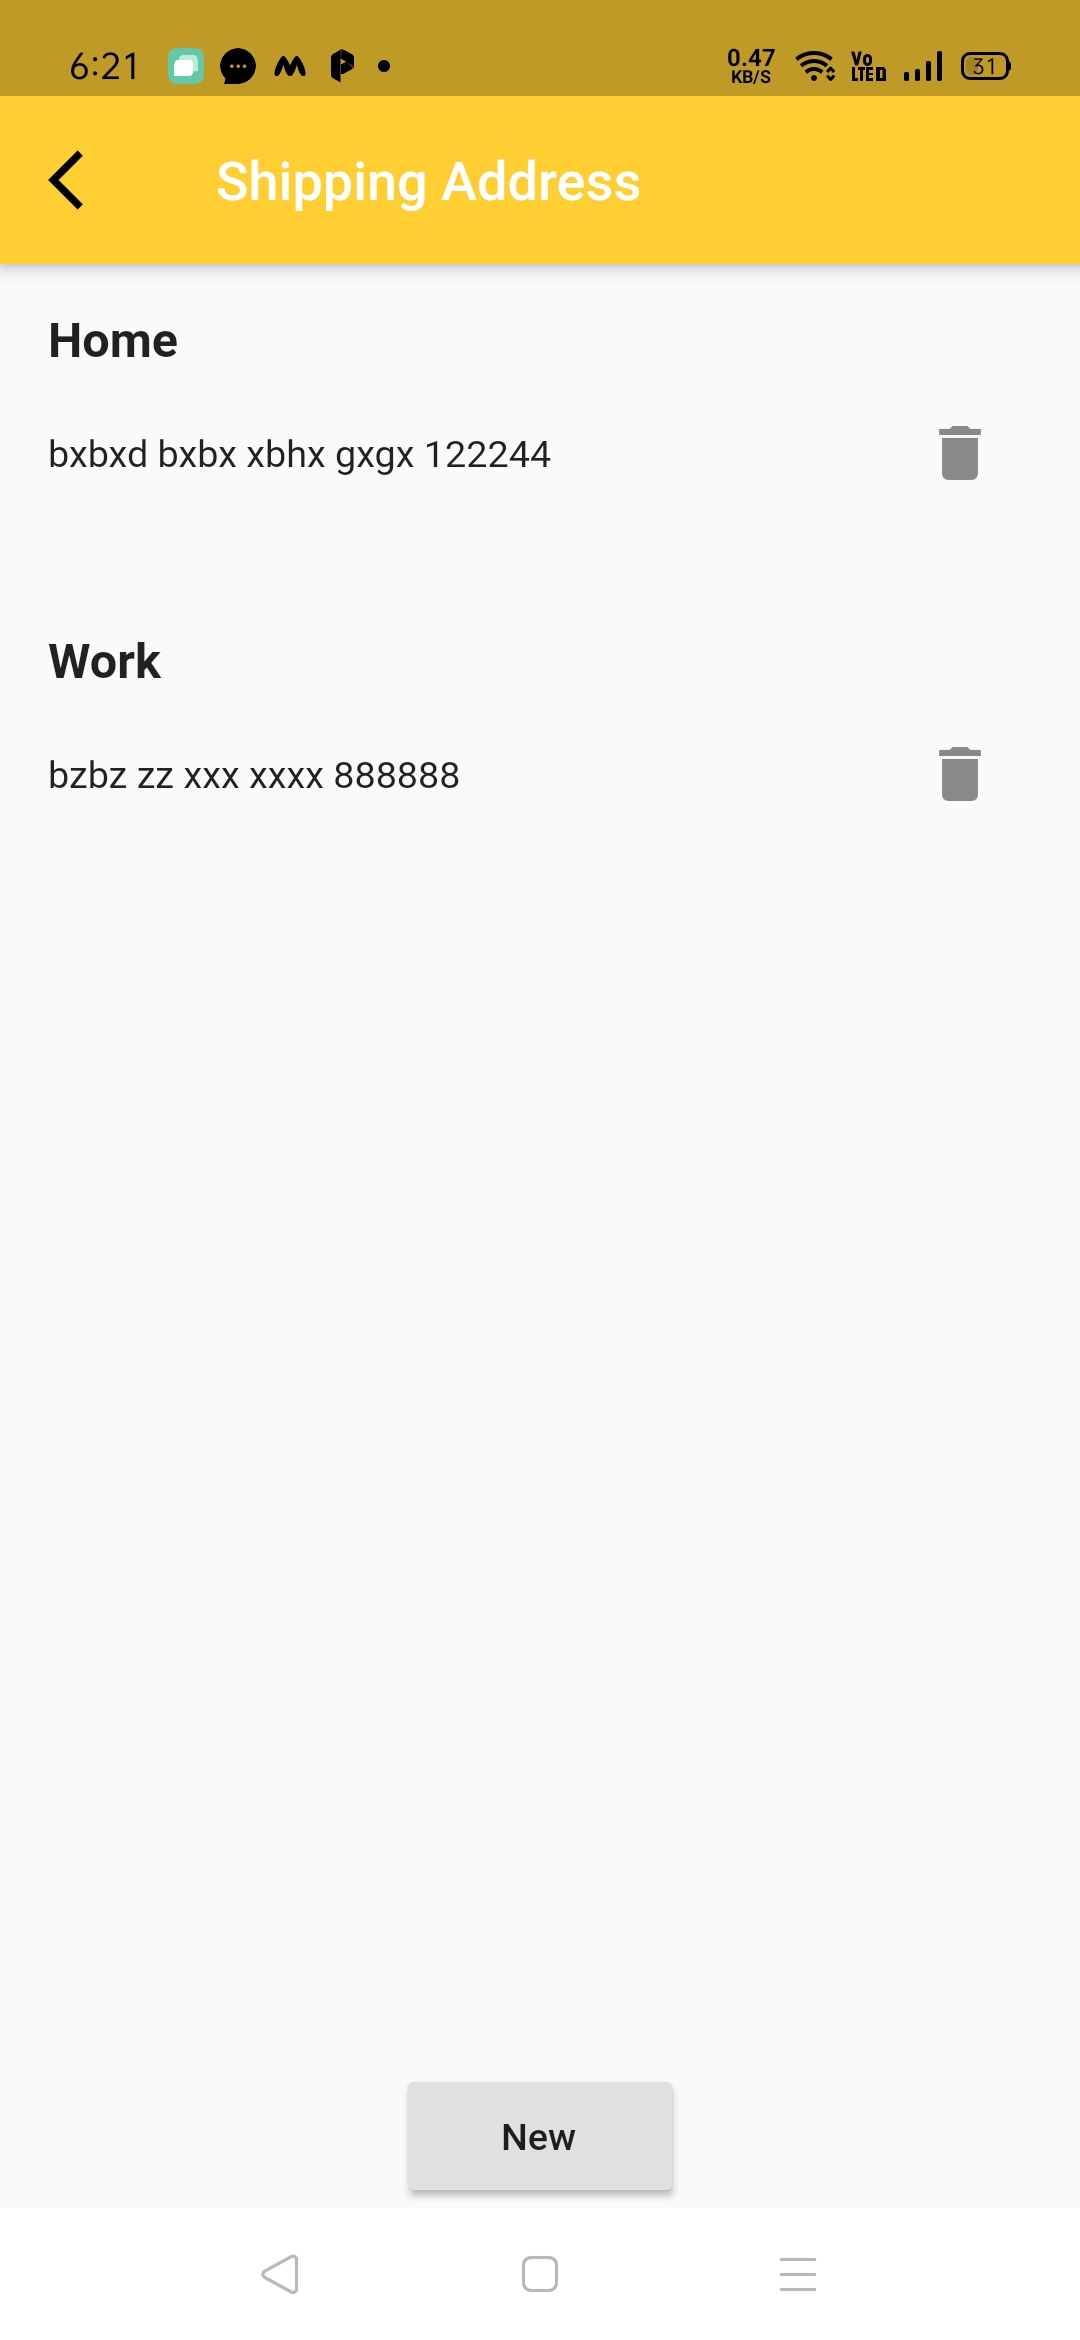 6:21
0.47
KB/S
Vo
LTE D
31
Shipping Address
Home
bxbxd bxbx xbhx gxgx 122244
Work
bzbz zz xxx xxxx 888888
New